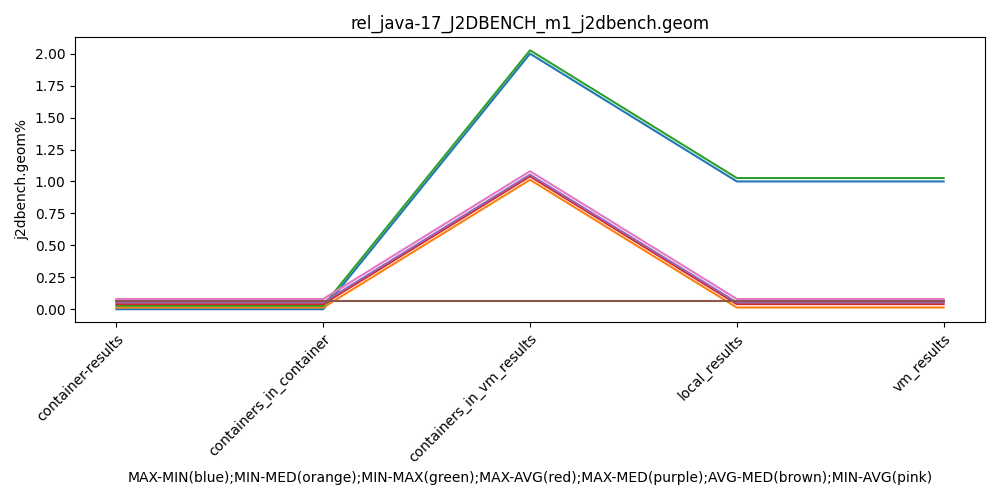 rel_java-17_J2DBENCH_m1_j2dbench.geom
j2dbench.geom%
2.00
1.75
1.50
1.25
1.00
0.75
0.50
0.25
0.00
container-results
containers_in_container
containers_in_vm_results
local_results
vm_results
MAX-MIN(blue);MIN-MED(orange);MIN-MAX(green);MAX-AVG(red);MAX-MED(purple);AVG-MED(brown);MIN-AVG(pink)